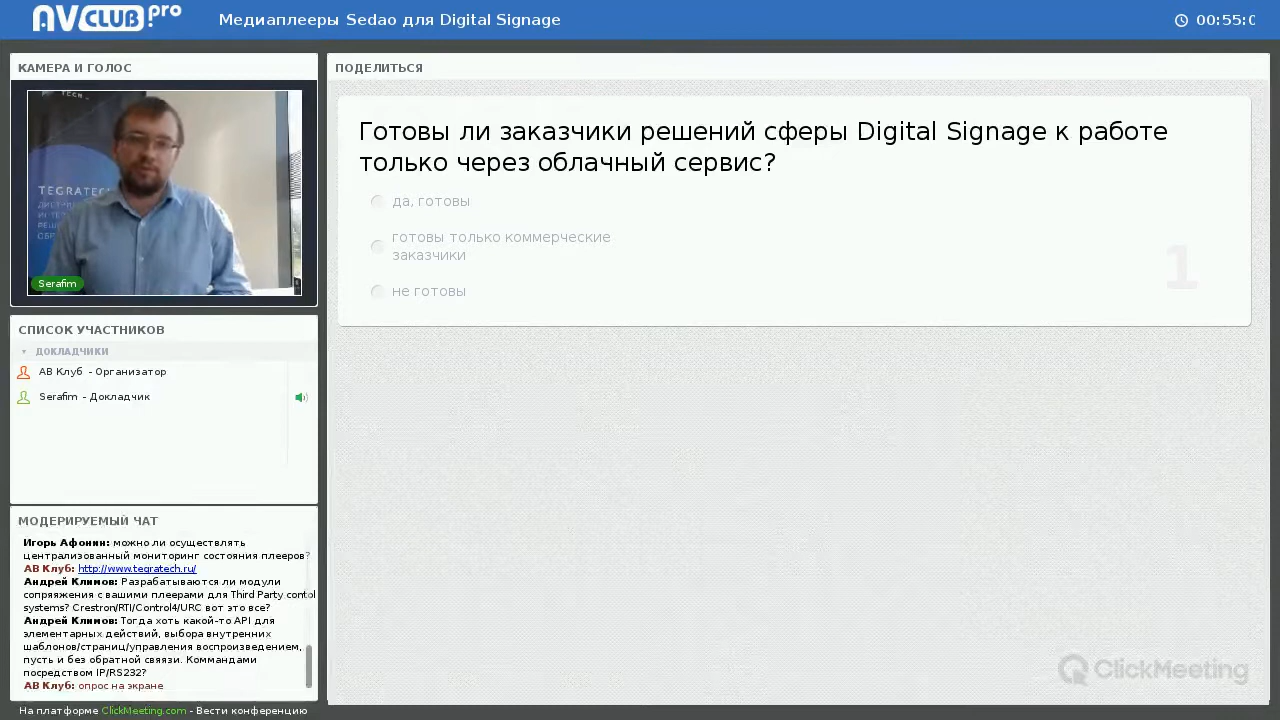 AVCLUB.pro
Медиаплееры Sedao для Digital Signage
00:55:0
КАМЕРА И ГОЛОС
TEGRATECH
Serafim
СПИСОК УЧАСТНИКОВ
ДОКЛАДЧИКИ
АВ Клуб - Организатор
Serafim - Докладчик
МОДЕРИРУЕМЫЙ ЧАТ
Игорь Афонин: можно ли осуществлять
централизованный мониторинг состояния плееров?
АВ Клуб: http://www.tegratech.ru/
Андрей Климов: Разрабатываются ли модули
сопряяжения с вашими плеерами для Third Party contol
systems? Crestron/RTI/Control4/URC вот это все?
Андрей Климов: Тогда хоть какой-то API для
элементарных действий, выбора внутренних
шаблонов/страниц/управления воспроизведением,
пусть и без обратной свяязи. Коммандами
посредством IP/RS232?
АВ Клуб: опрос на экране
На платформе ClickMeeting.com - Вести конференцию
ПОДЕЛИТЬСЯ
Готовы ли заказчики решений сферы Digital Signage к работе
только через облачный сервис?
да, готовы
готовы только коммерческие
заказчики
не готовы
1
ClickMeeting